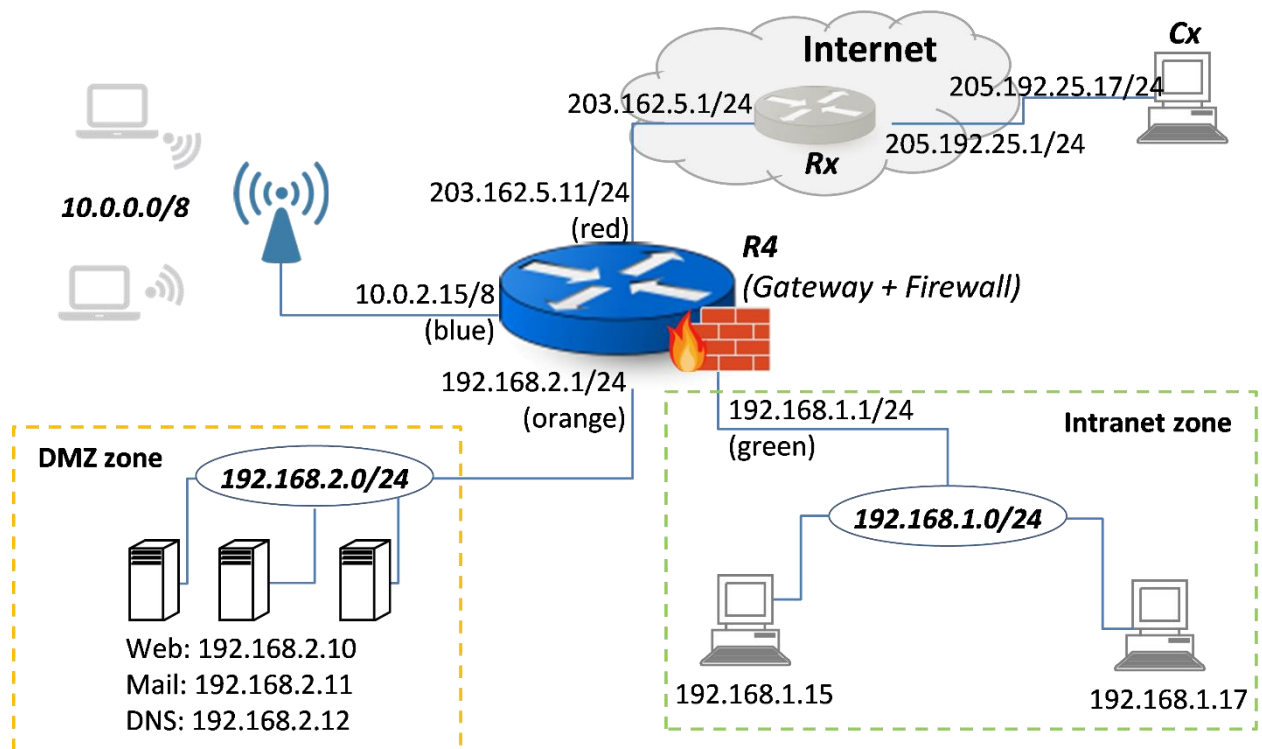 Internet
Cx
205.192.25.17/24
203.162.5.1/24
205.192.25.1/24
Rx
10.0.0.0/8
203.162.5.11/24
(red)
R4
(Gateway + Firewall)
10.0.2.15/8
(blue)
192.168.2.1/24
(orange)
192.168.1.1/24
(green)
Intranet zone
DMZ zone
192.168.2.0/24
192.168.1.0/24
Web: 192.168.2.10
Mail: 192.168.2.11
DNS: 192.168.2.12
192.168.1.15
192.168.1.17